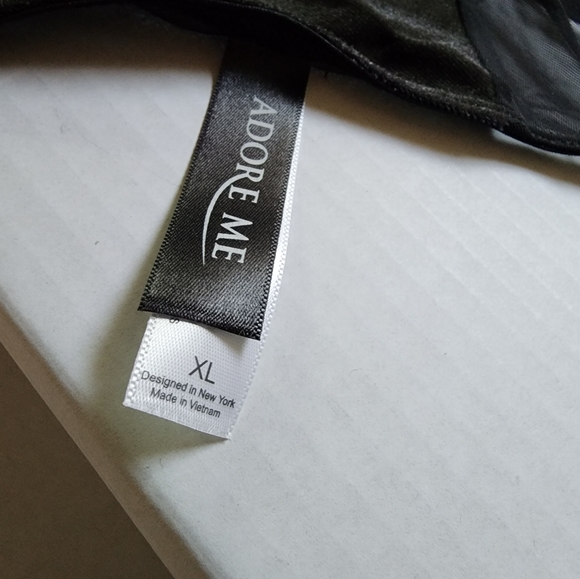 ADORE ME
XL
Designed in New York
Made in Vietnam